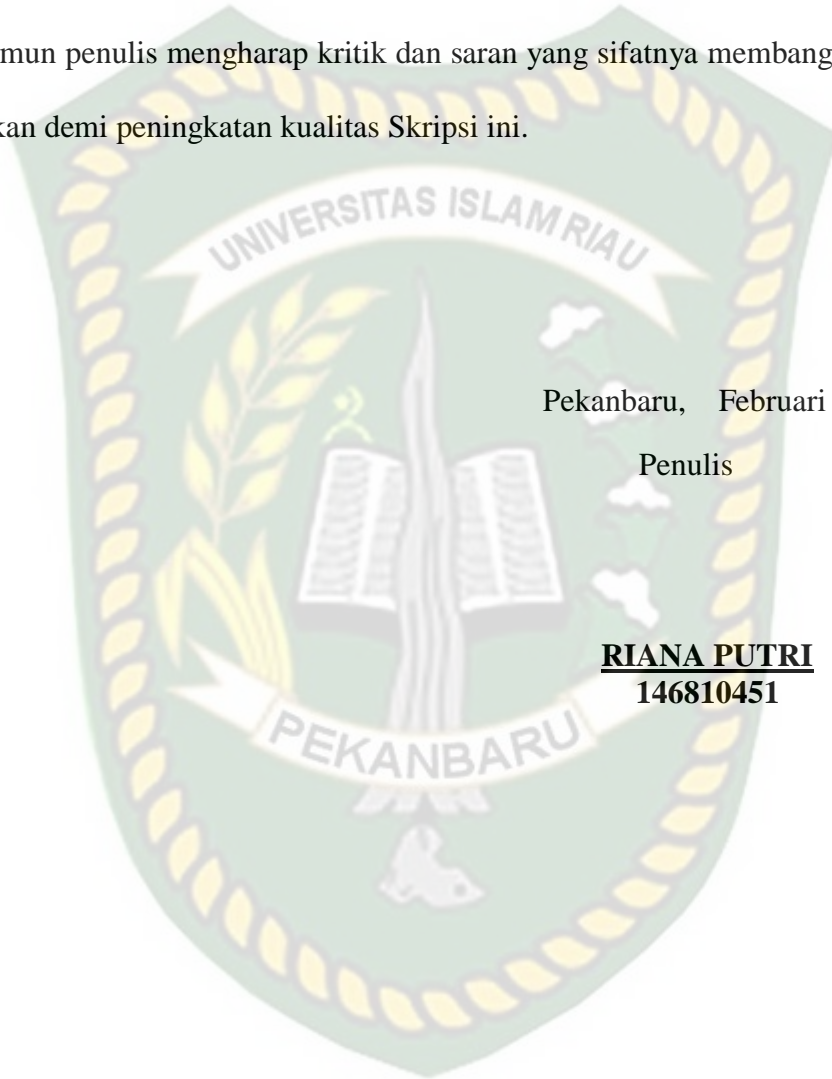 mun penulis mengharap kritik dan saran yang sifatnya membang
kan demi peningkatan kualitas Skripsi ini.
UNIVERSITAS ISLAM RIAU
Pekanbaru, Februari
Penulis
RIANA PUTRI
146810451
PEKANBARU